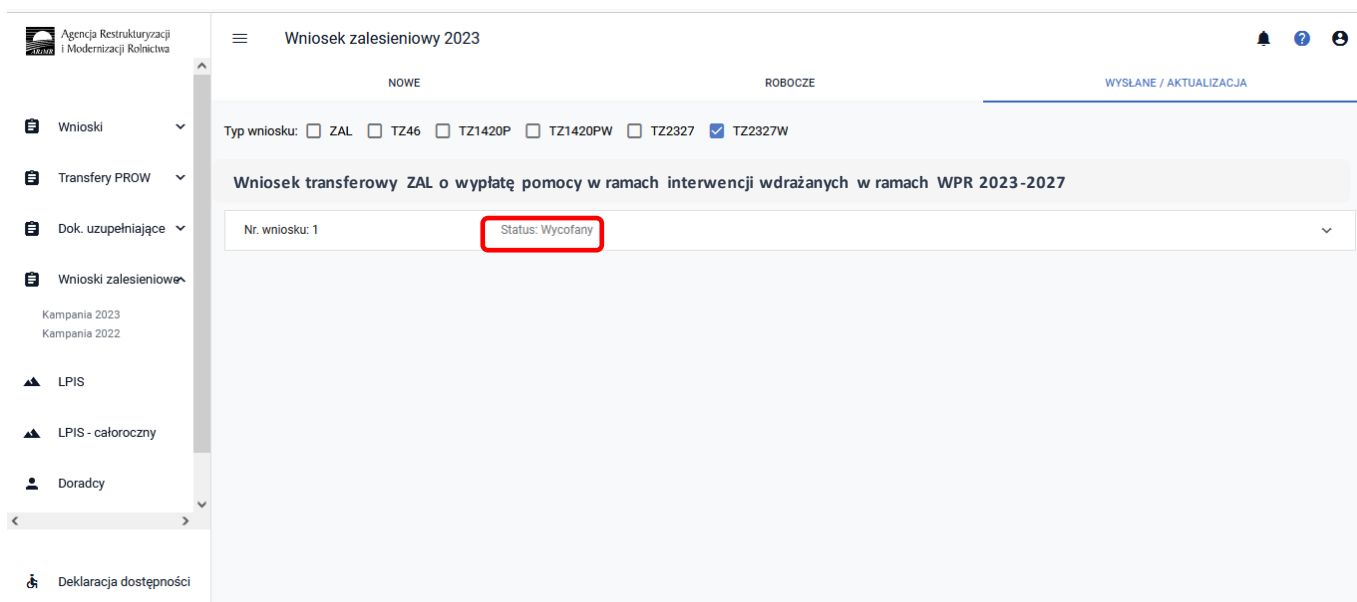 Agencja Restrukturyzacji
i Modernizacji Rolnictwa
ARiMR
Wniosek zalesieniowy 2023
NOWE
ROBOCZE
WYSŁANE / AKTUALIZACJA
Wnioski
Transfery PROW
Dok. uzupełniające
Wnioski zalesieniowe
Kampania 2023
Kampania 2022
LPIS
LPIS - całoroczny
Doradcy
Deklaracja dostępności
Typ wniosku: ZAL TZ46 TZ1420P TZ1420PW TZ2327 TZ2327W
Wniosek transferowy ZAL o wypłatę pomocy w ramach interwencji wdrażanych w ramach WPR 2023-2027
Nr. wniosku: 1 Status: Wycofany